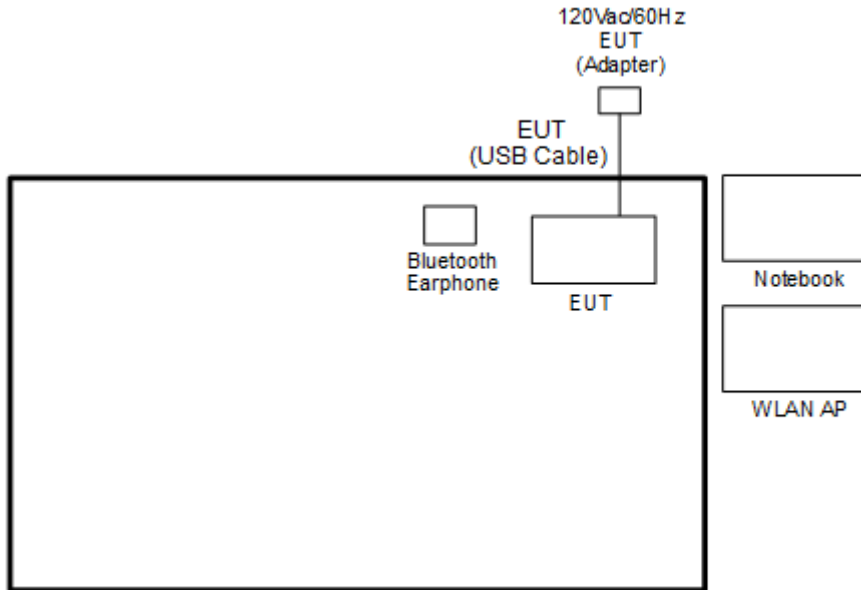 120Vac/60Hz
EUT
(Adapter)
EUT
(USB Cable)
Bluetooth
Earphone
EUT
Notebook
WLAN AP